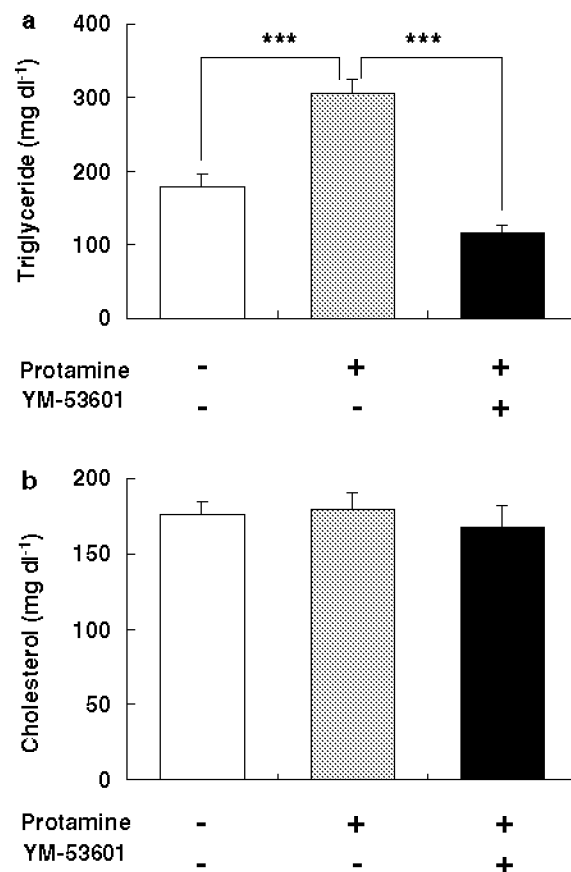 a
400
300
200
100
0
Triglyceride (mg dl-1)
*** ***
Protamine - + +
YM-53601 - - +
b
200
150
100
50
0
Cholesterol (mg dl-1)
Protamine - + +
YM-53601 - - +